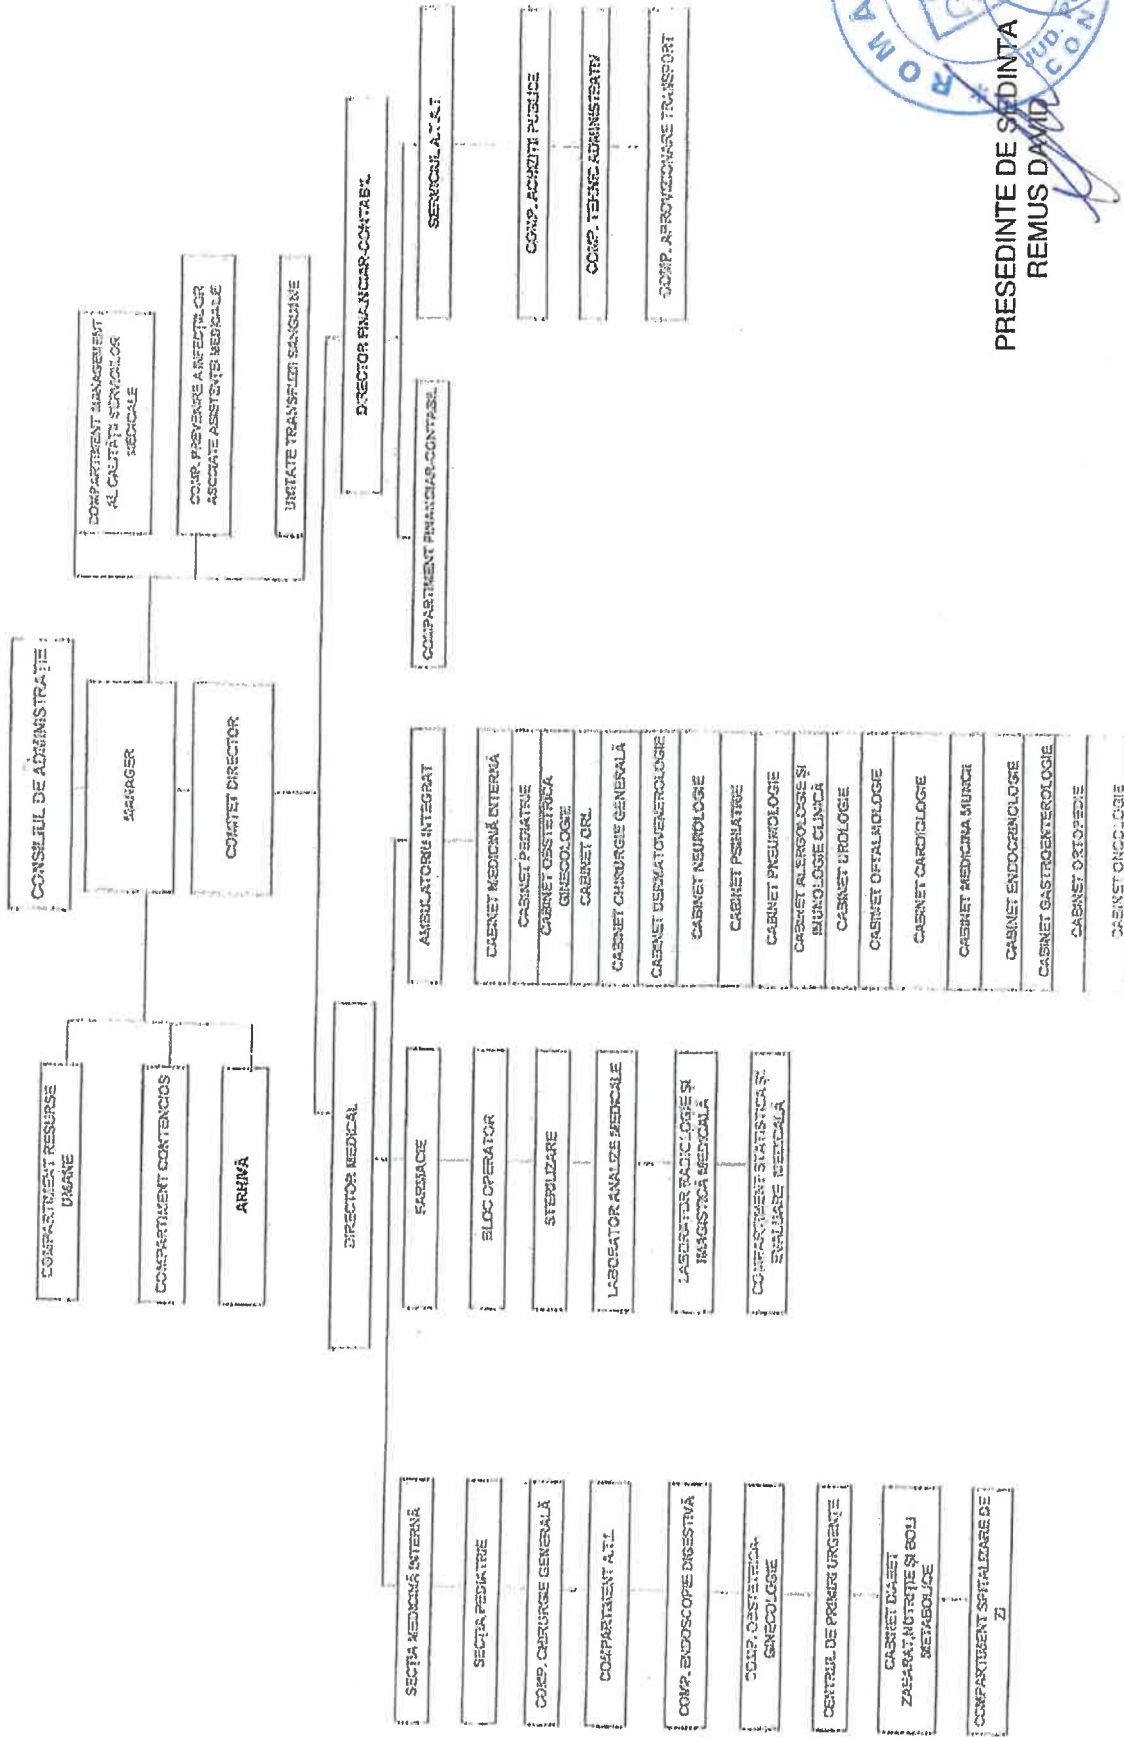 CONSILIUL DE ADMINISTRAȚIE
MANAGER
COMITET DIRECTOR
COMPARTIMENT RESURSE
UMANE
COMPARTIMENT CONTENCIOS
ARHIVĂ
COMPARTIMENT MANAGEMENT
AL CALITĂȚII SERVICIILOR
MEDICALE
COMP. PREVENIRE A INFECȚIILOR
ASOCIATE ASISTENȚEI MEDICALE
UNITATE TRANSFUZII SANGUINE
DIRECTOR MEDICAL
DIRECTOR FINANCIAR-CONTABIL
SECȚIA MEDICINĂ INTERNĂ
SECȚIA PEDIATRIE
COMP. CHIRURGIE GENERALĂ
COMPARTIMENT A.T.I.
COMP. ENDOSCOPIE DIGESTIVĂ
COMP. OBSTETRICA-
GINECOLOGIE
CENTRUL DE PRIMIRI URGENȚE
CABINET DIABET
ZAHARAT, NUTRIȚIE ȘI BOLI
METABOLICE
COMPARTIMENT SPITALIZARE DE
ZI
FARMACIE
BLOC OPERATOR
STERILIZARE
LABORATOR ANALIZE MEDICALE
LABORATOR RADIOLOGIE ȘI
IMAGISTICĂ MEDICALĂ
COMPARTIMENT STATISTICA ȘI
EVALUARE MEDICALĂ
AMBULATORIU INTEGRAT
CABINET MEDICINĂ INTERNĂ
CABINET PEDIATRIE
CABINET OBSTETRICA
GINECOLOGIE
CABINET ORL
CABINET CHIRURGIE GENERALĂ
CABINET DERMATOVENEROLOGIE
CABINET NEUROLOGIE
CABINET PSIHIATRIE
CABINET PNEUMOLOGIE
CABINET ALERGOLOGIE ȘI
IMUNOLOGIE CLINICĂ
CABINET UROLOGIE
CABINET OFTALMOLOGIE
CABINET CARDIOLOGIE
CABINET MEDICINA MUNCII
CABINET ENDOCRINOLOGIE
CABINET GASTROENTEROLOGIE
CABINET ORTOPEDIE
CABINET ONCOLOGIE
COMPARTIMENT FINANCIAR-CONTABIL
SERVICIUL A.T.A.T
COMP. ACHIZIȚII PUBLICE
COMP. TEHNIC ADMINISTRATIV
COMP. APROVIZIONARE TRANSPORT
PRESEDINTE DE SEDINTA
REMUS DAVID
* ROMA
JUD.
CON